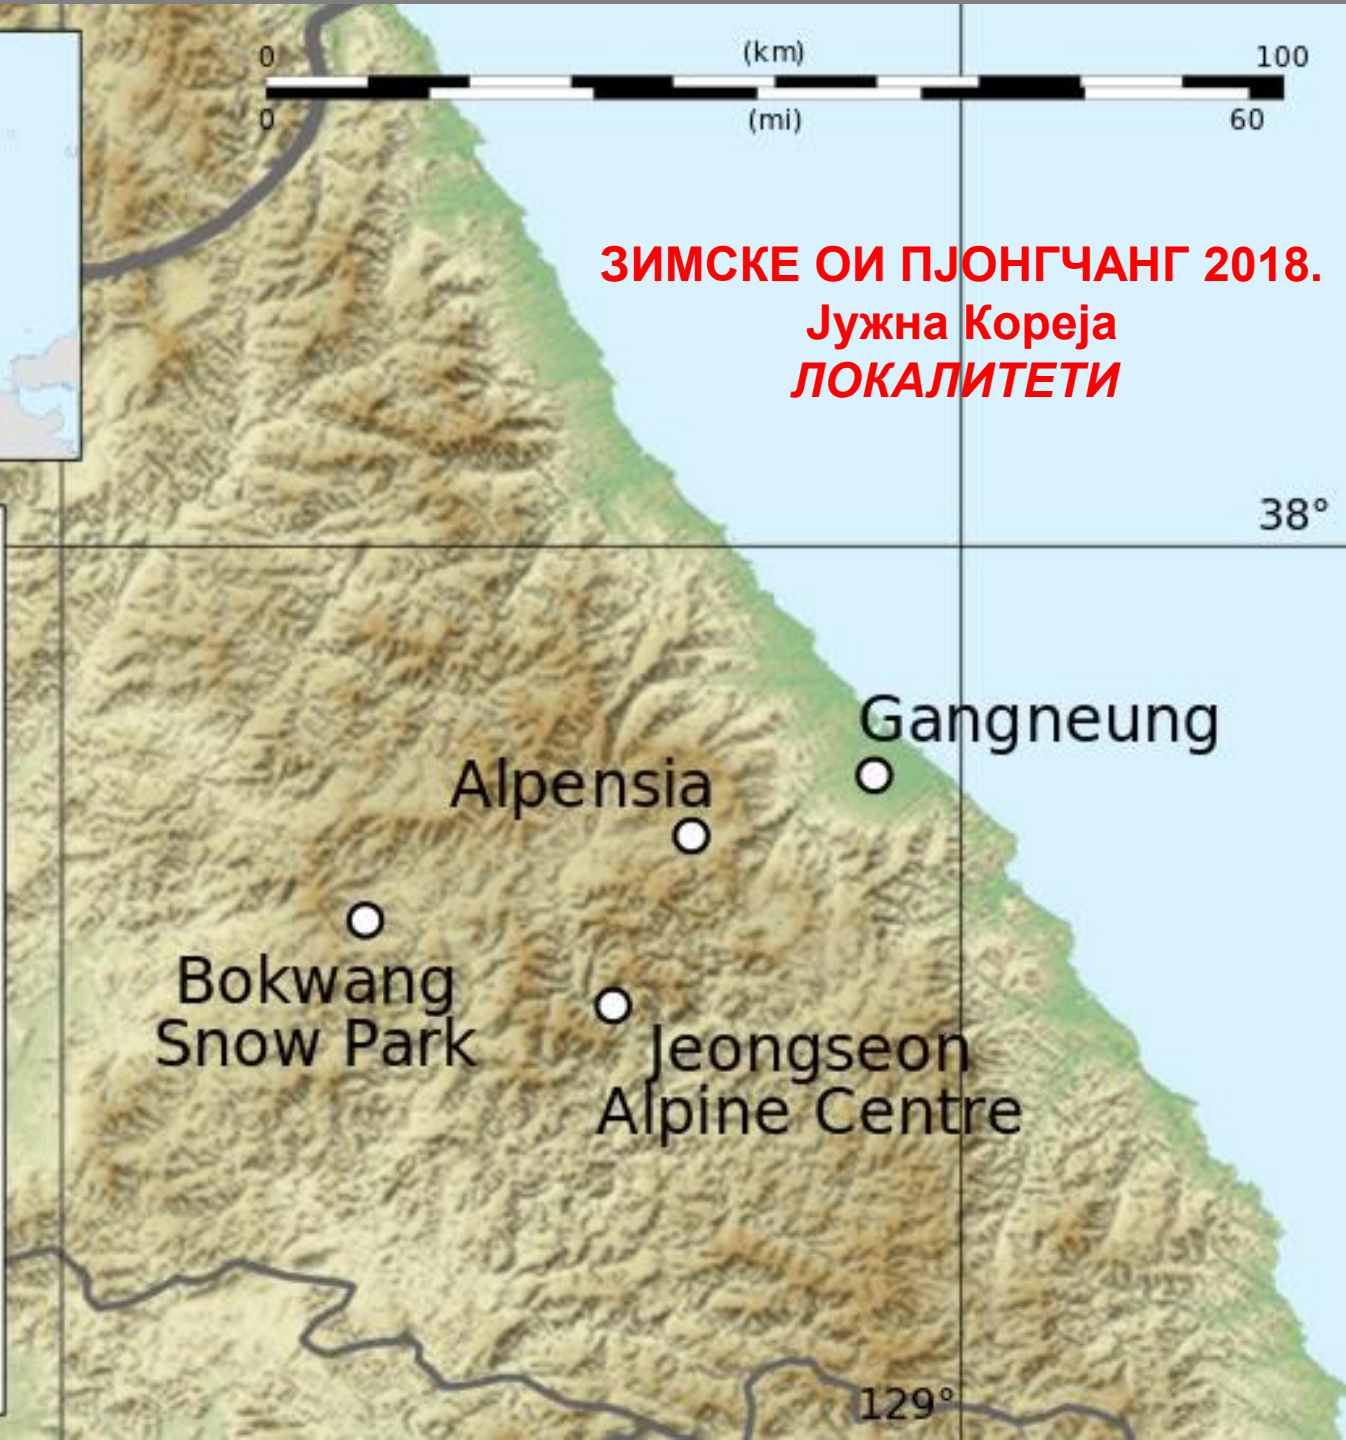 0 (km) 100
0 (mi) 60
ЗИМСКЕ ОИ ПЈОНГЧАНГ 2018.
Јужна Кореја
ЛОКАЛИТЕТИ
38°
Gangneung
Alpensia
Bokwang
Snow Park
Jeongseon
Alpine Centre
129°